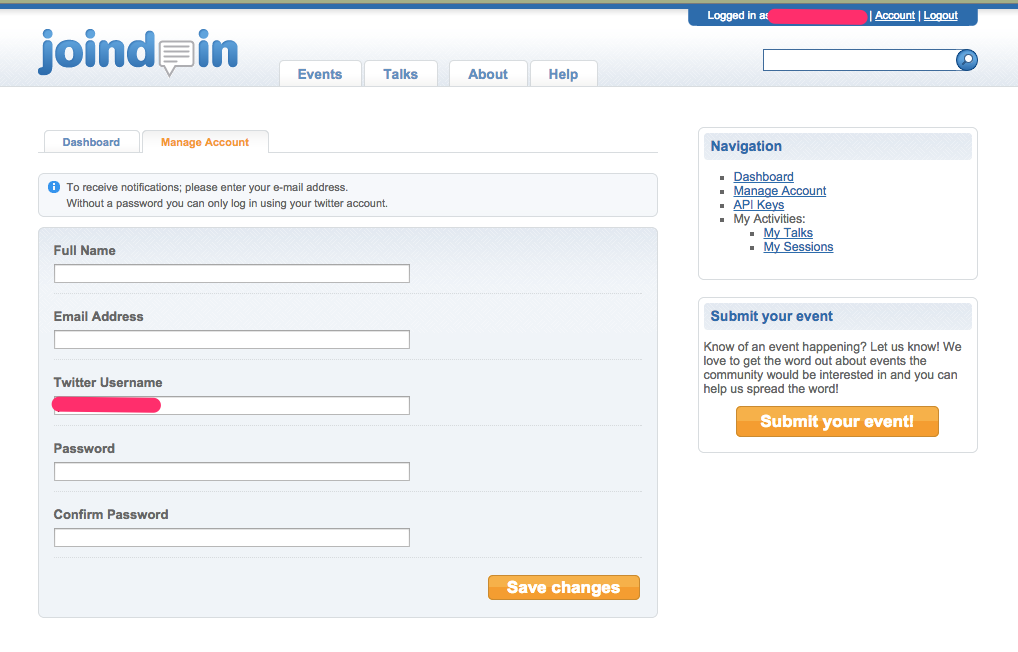 Logged in as | Account | Logout
joindin
Events Talks About Help
Dashboard Manage Account
To receive notifications; please enter your e-mail address.
Without a password you can only log in using your twitter account.
Full Name
Email Address
Twitter Username
Password
Confirm Password
Save changes
Navigation
Dashboard
Manage Account
API Keys
My Activities:
My Talks
My Sessions
Submit your event
Know of an event happening? Let us know! We
love to get the word out about events the
community would be interested in and you can
help us spread the word!
Submit your event!